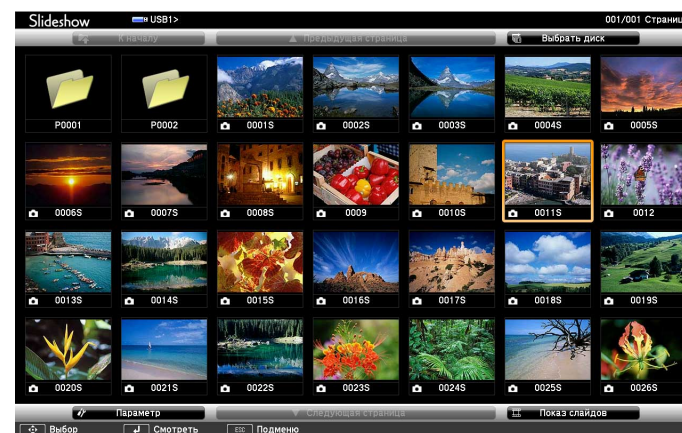 Slideshow USB1> 001/001 Страниц
К началу Предыдущая страница Выбрать диск
P0001 P0002 0001S 0002S 0003S 0004S 0005S
0006S 0007S 0008S 0009 0010S 0011S 0012
0013S 0014S 0015S 0016S 0017S 0018S 0019S
0020S 0021S 0022S 0023S 0024S 0025S 0026S
Параметр Следующая страница Показ слайдов
Выбор Смотреть ESC Подменю